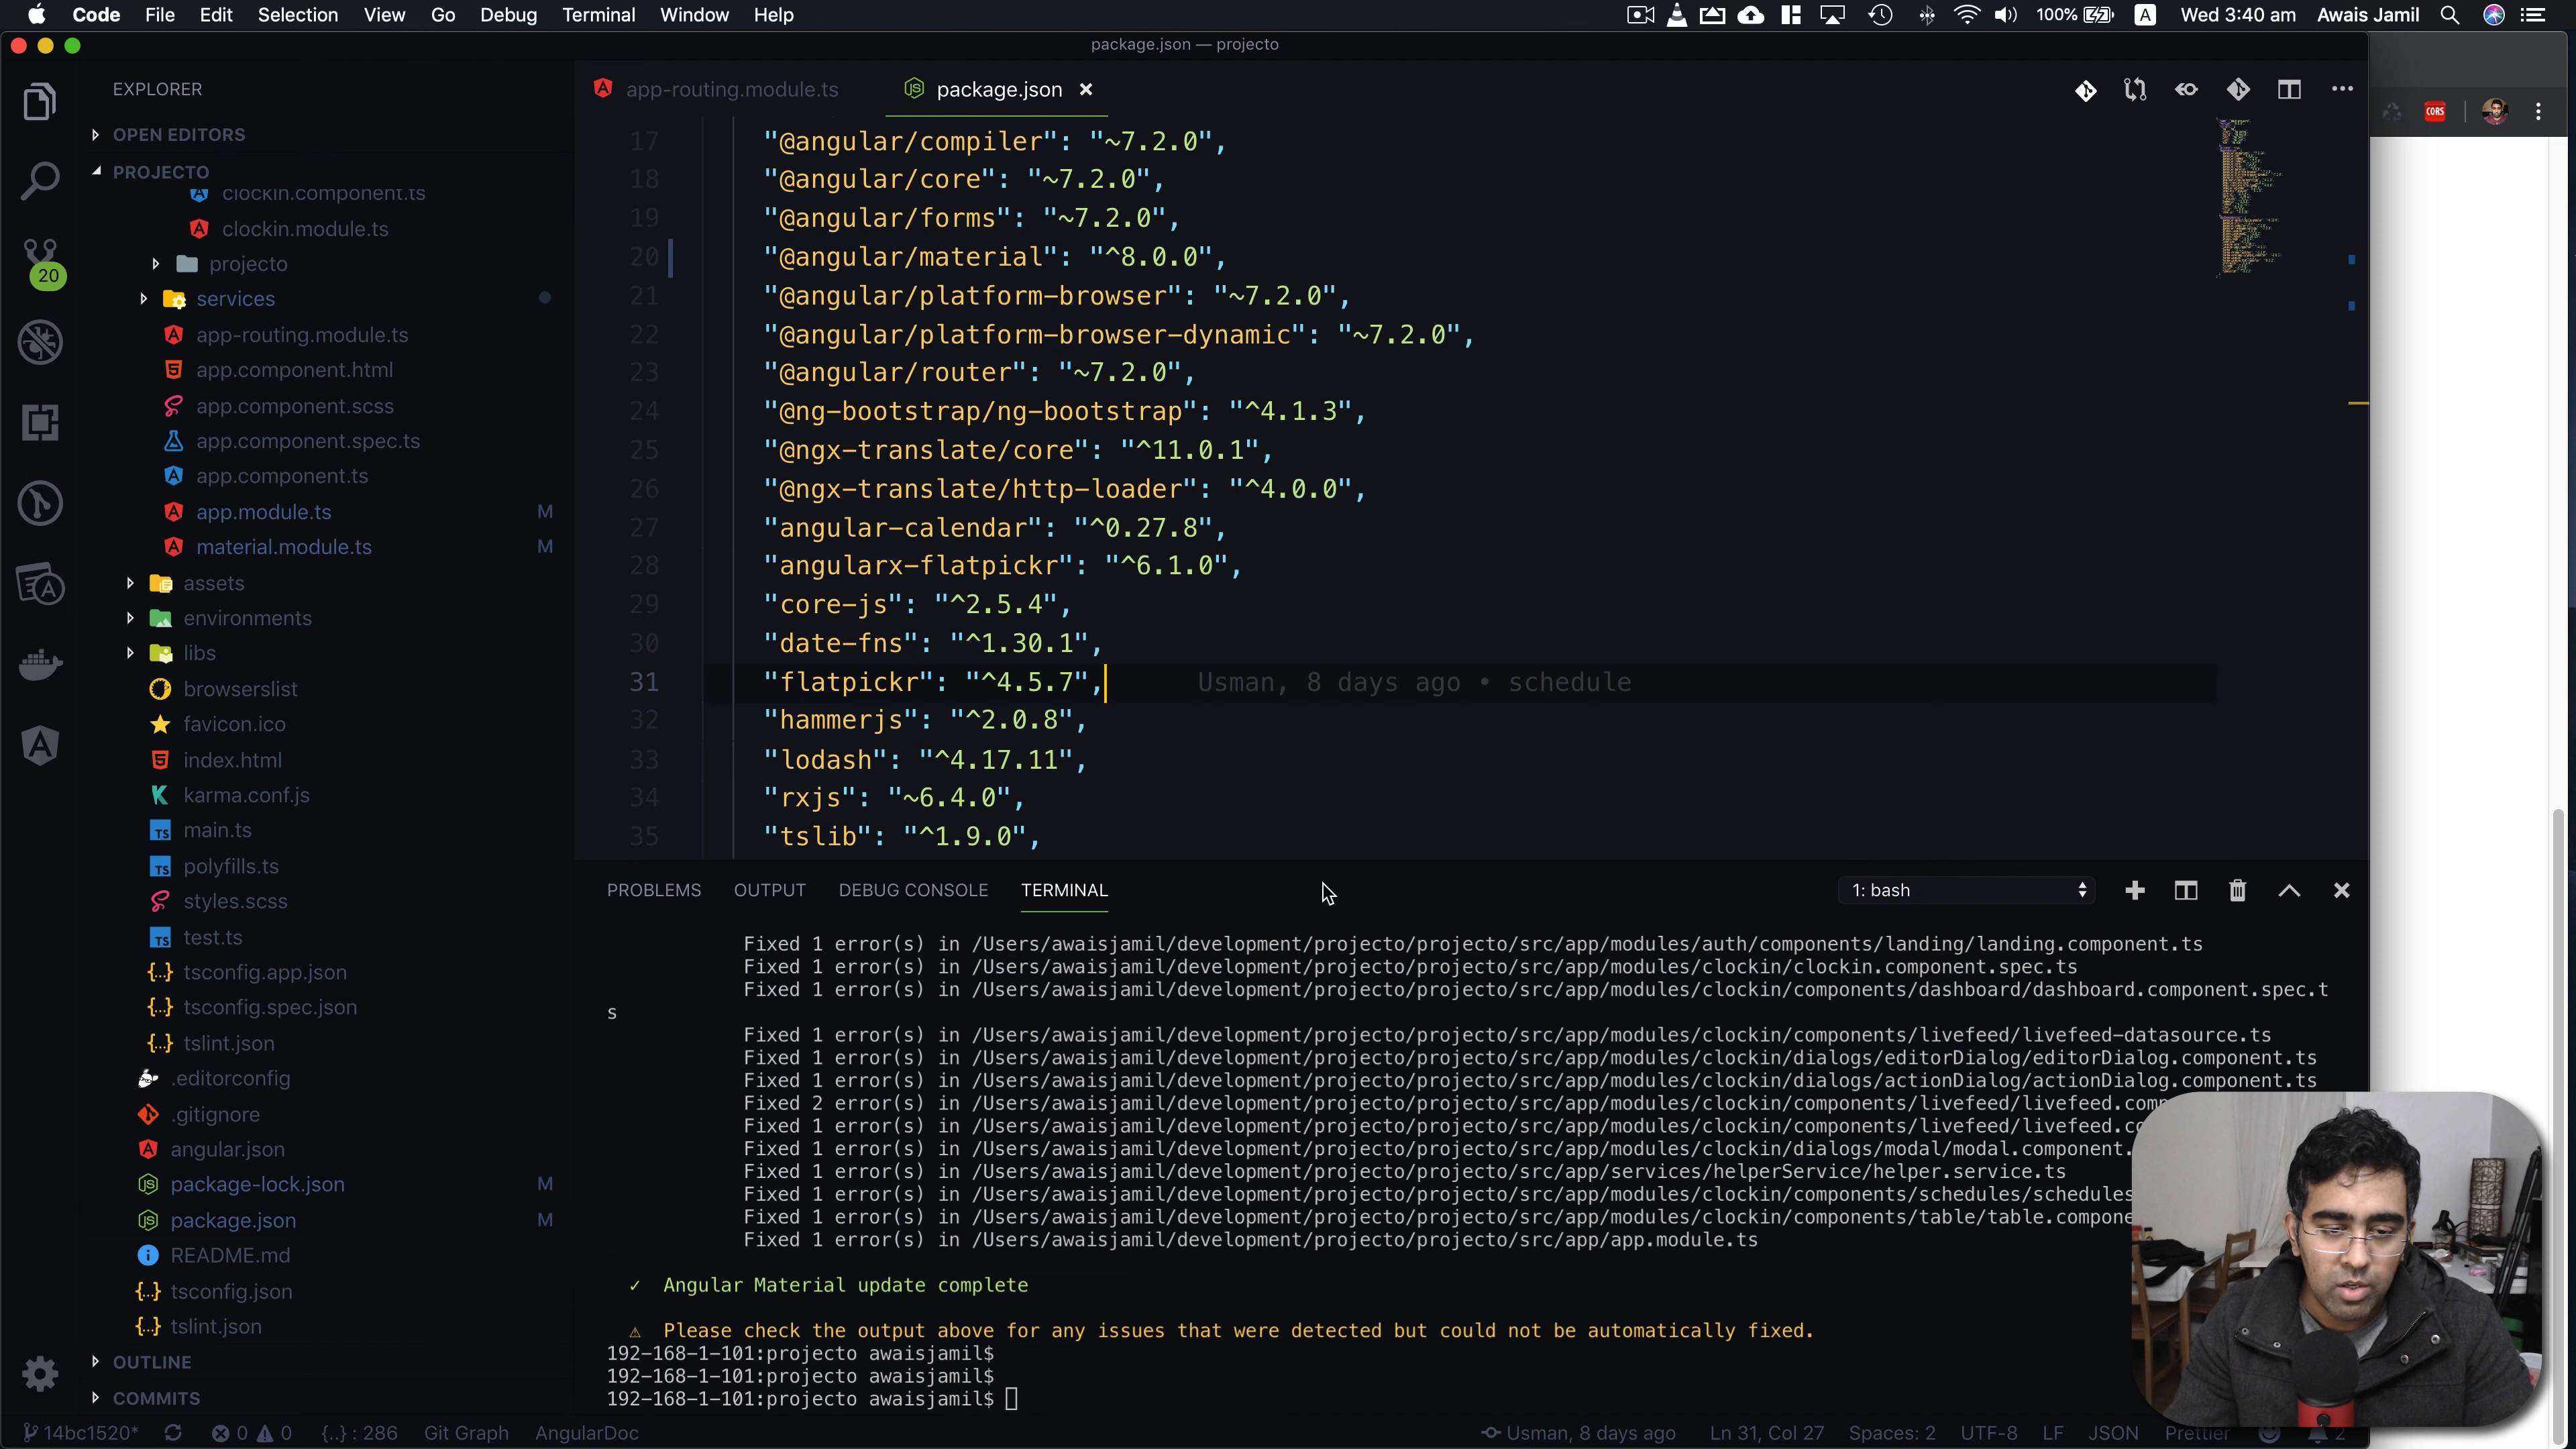 Code File Edit Selection View Go Debug Terminal Window Help
100% A Wed 3:40 am Awais Jamil
package.json — projecto
EXPLORER
app-routing.module.ts package.json
CORS
OPEN EDITORS
PROJECTO
clockin.component.ts
clockin.module.ts
projecto
services
app-routing.module.ts
app.component.html
app.component.scss
app.component.spec.ts
app.component.ts
app.module.ts M
material.module.ts M
assets
environments
libs
browserslist
favicon.ico
index.html
karma.conf.js
main.ts
polyfills.ts
styles.scss
test.ts
tsconfig.app.json
tsconfig.spec.json
tslint.json
.editorconfig
.gitignore
angular.json
package-lock.json M
package.json M
README.md
tsconfig.json
tslint.json
OUTLINE
COMMITS
20
17 "@angular/compiler": "~7.2.0",
18 "@angular/core": "~7.2.0",
19 "@angular/forms": "~7.2.0",
20 "@angular/material": "^8.0.0",
21 "@angular/platform-browser": "~7.2.0",
22 "@angular/platform-browser-dynamic": "~7.2.0",
23 "@angular/router": "~7.2.0",
24 "@ng-bootstrap/ng-bootstrap": "^4.1.3",
25 "@ngx-translate/core": "^11.0.1",
26 "@ngx-translate/http-loader": "^4.0.0",
27 "angular-calendar": "^0.27.8",
28 "angularx-flatpickr": "^6.1.0",
29 "core-js": "^2.5.4",
30 "date-fns": "^1.30.1",
31 "flatpickr": "^4.5.7", Usman, 8 days ago • schedule
32 "hammerjs": "^2.0.8",
33 "lodash": "^4.17.11",
34 "rxjs": "~6.4.0",
35 "tslib": "^1.9.0",
PROBLEMS OUTPUT DEBUG CONSOLE TERMINAL 1: bash
Fixed 1 error(s) in /Users/awaisjamil/development/projecto/projecto/src/app/modules/auth/components/landing/landing.component.ts
Fixed 1 error(s) in /Users/awaisjamil/development/projecto/projecto/src/app/modules/clockin/clockin.component.spec.ts
Fixed 1 error(s) in /Users/awaisjamil/development/projecto/projecto/src/app/modules/clockin/components/dashboard/dashboard.component.spec.t
s
Fixed 1 error(s) in /Users/awaisjamil/development/projecto/projecto/src/app/modules/clockin/components/livefeed/livefeed-datasource.ts
Fixed 1 error(s) in /Users/awaisjamil/development/projecto/projecto/src/app/modules/clockin/dialogs/editorDialog/editorDialog.component.ts
Fixed 1 error(s) in /Users/awaisjamil/development/projecto/projecto/src/app/modules/clockin/dialogs/actionDialog/actionDialog.component.ts
Fixed 2 error(s) in /Users/awaisjamil/development/projecto/projecto/src/app/modules/clockin/components/livefeed/livefeed.com
Fixed 1 error(s) in /Users/awaisjamil/development/projecto/projecto/src/app/modules/clockin/components/livefeed/livefeed.c
Fixed 1 error(s) in /Users/awaisjamil/development/projecto/projecto/src/app/modules/clockin/dialogs/modal/modal.component.
Fixed 1 error(s) in /Users/awaisjamil/development/projecto/projecto/src/app/services/helperService/helper.service.ts
Fixed 1 error(s) in /Users/awaisjamil/development/projecto/projecto/src/app/modules/clockin/components/schedules/schedules
Fixed 1 error(s) in /Users/awaisjamil/development/projecto/projecto/src/app/modules/clockin/components/table/table.compone
Fixed 1 error(s) in /Users/awaisjamil/development/projecto/projecto/src/app/app.module.ts
✓ Angular Material update complete
⚠ Please check the output above for any issues that were detected but could not be automatically fixed.
192-168-1-101:projecto awaisjamil$
192-168-1-101:projecto awaisjamil$
192-168-1-101:projecto awaisjamil$
14bc1520* 0 0 {..} : 286 Git Graph AngularDoc Usman, 8 days ago Ln 31, Col 27 Spaces: 2 UTF-8 LF JSON Prettier 2